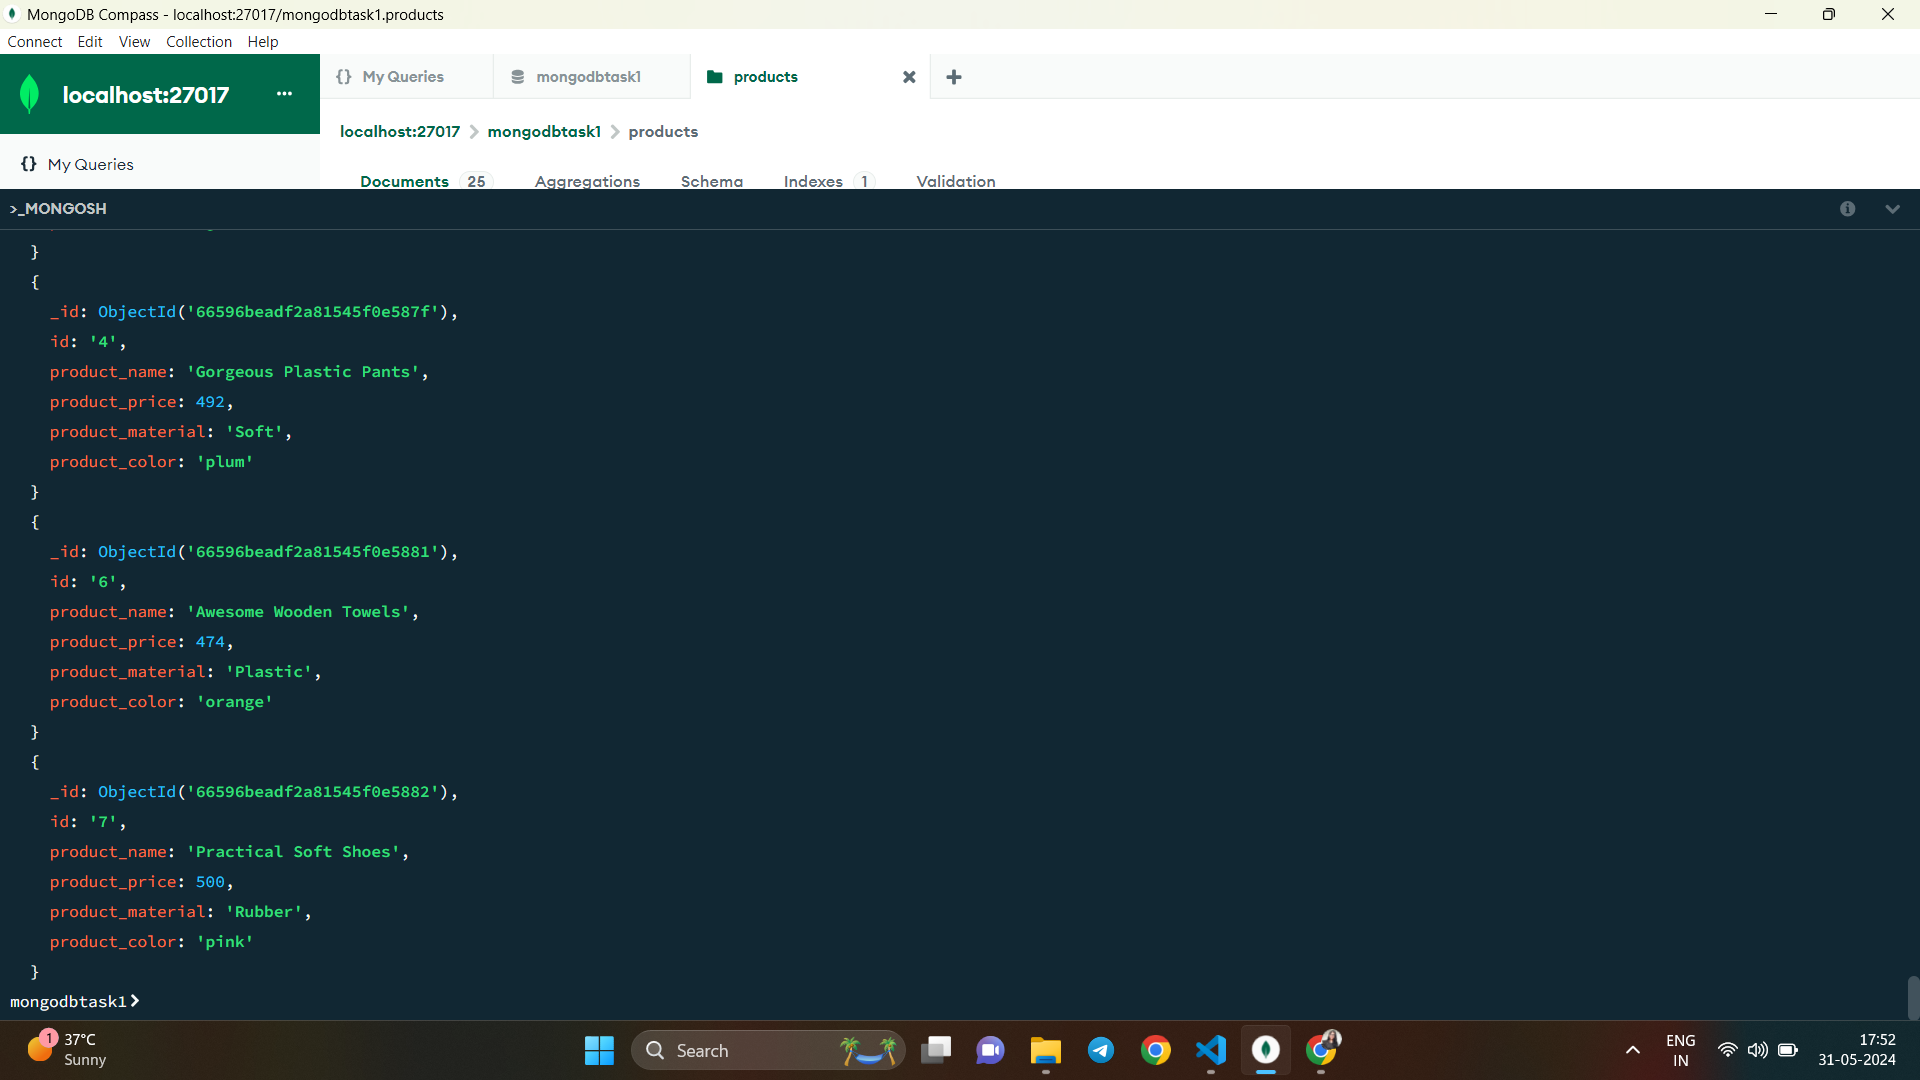 MongoDB Compass - localhost:27017/mongodbtask1.products
Connect Edit View Collection Help
localhost:27017 ...
{} My Queries
mongodbtask1
products
localhost:27017 > mongodbtask1 > products
{} My Queries
Documents 25 Aggregations Schema Indexes 1 Validation
>_MONGOSH
}
{
_id: ObjectId('66596beadf2a81545f0e587f'),
id: '4',
product_name: 'Gorgeous Plastic Pants',
product_price: 492,
product_material: 'Soft',
product_color: 'plum'
}
{
_id: ObjectId('66596beadf2a81545f0e5881'),
id: '6',
product_name: 'Awesome Wooden Towels',
product_price: 474,
product_material: 'Plastic',
product_color: 'orange'
}
{
_id: ObjectId('66596beadf2a81545f0e5882'),
id: '7',
product_name: 'Practical Soft Shoes',
product_price: 500,
product_material: 'Rubber',
product_color: 'pink'
}
mongodbtask1>
1
37°C
Sunny
Search
ENG
IN
17:52
31-05-2024